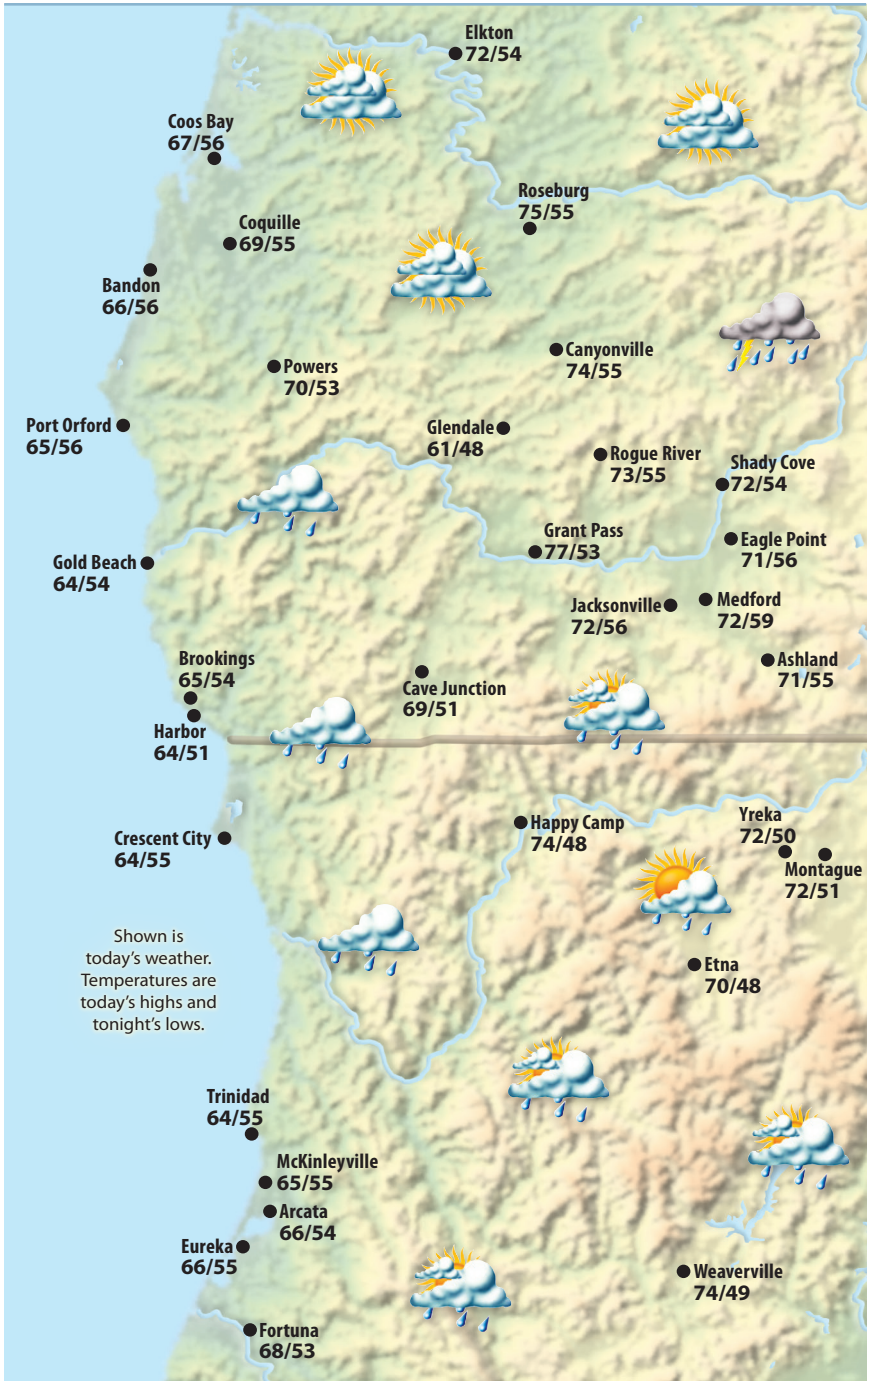 Elkton
72/54
Coos Bay
67/56
Roseburg
75/55
Coquille
69/55
Bandon
66/56
Canyonville
74/55
Powers
70/53
Port Orford
65/56
Glendale
61/48
Rogue River
73/55
Shady Cove
72/54
Grant Pass
77/53
Eagle Point
71/56
Gold Beach
64/54
Jacksonville
72/56
Medford
72/59
Brookings
65/54
Ashland
71/55
Cave Junction
69/51
Harbor
64/51
Happy Camp
74/48
Yreka
72/50
Crescent City
64/55
Montague
72/51
Shown is
today's weather.
Temperatures are
today's highs and
tonight's lows.
Etna
70/48
Trinidad
64/55
McKinleyville
65/55
Arcata
66/54
Eureka
66/55
Weaverville
74/49
Fortuna
68/53